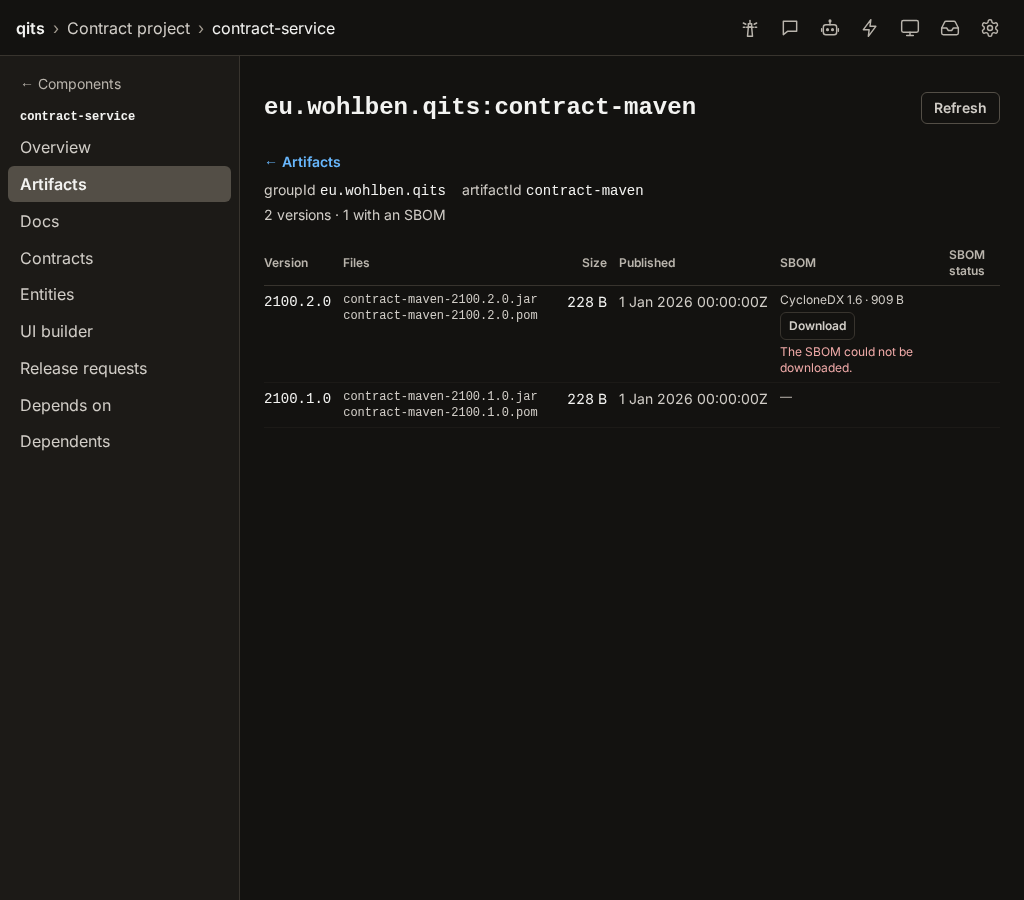 qits › Contract project › contract-service
← Components
contract-service
Overview
Artifacts
Docs
Contracts
Entities
UI builder
Release requests
Depends on
Dependents
eu.wohlben.qits:contract-maven
Refresh
← Artifacts
groupId eu.wohlben.qits artifactId contract-maven
2 versions · 1 with an SBOM
Version Files Size Published SBOM SBOM status
2100.2.0 contract-maven-2100.2.0.jar 228 B 1 Jan 2026 00:00:00Z CycloneDX 1.6 · 909 B
contract-maven-2100.2.0.pom
Download
The SBOM could not be
downloaded.
2100.1.0 contract-maven-2100.1.0.jar 228 B 1 Jan 2026 00:00:00Z —
contract-maven-2100.1.0.pom